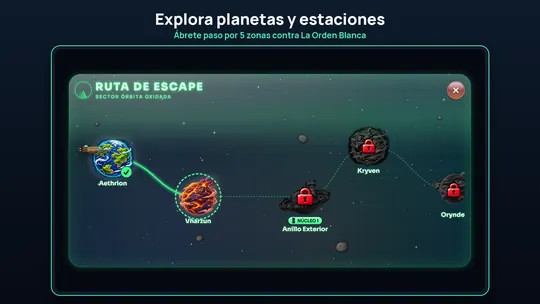 Explora planetas y estaciones
Ábrete paso por 5 zonas contra La Orden Blanca
RUTA DE ESCAPE
SECTOR ÓRBITA OXIDADA
Aethrion
Vharzun
Kryven
NÚCLEO I
Anillo Exterior
Orynde